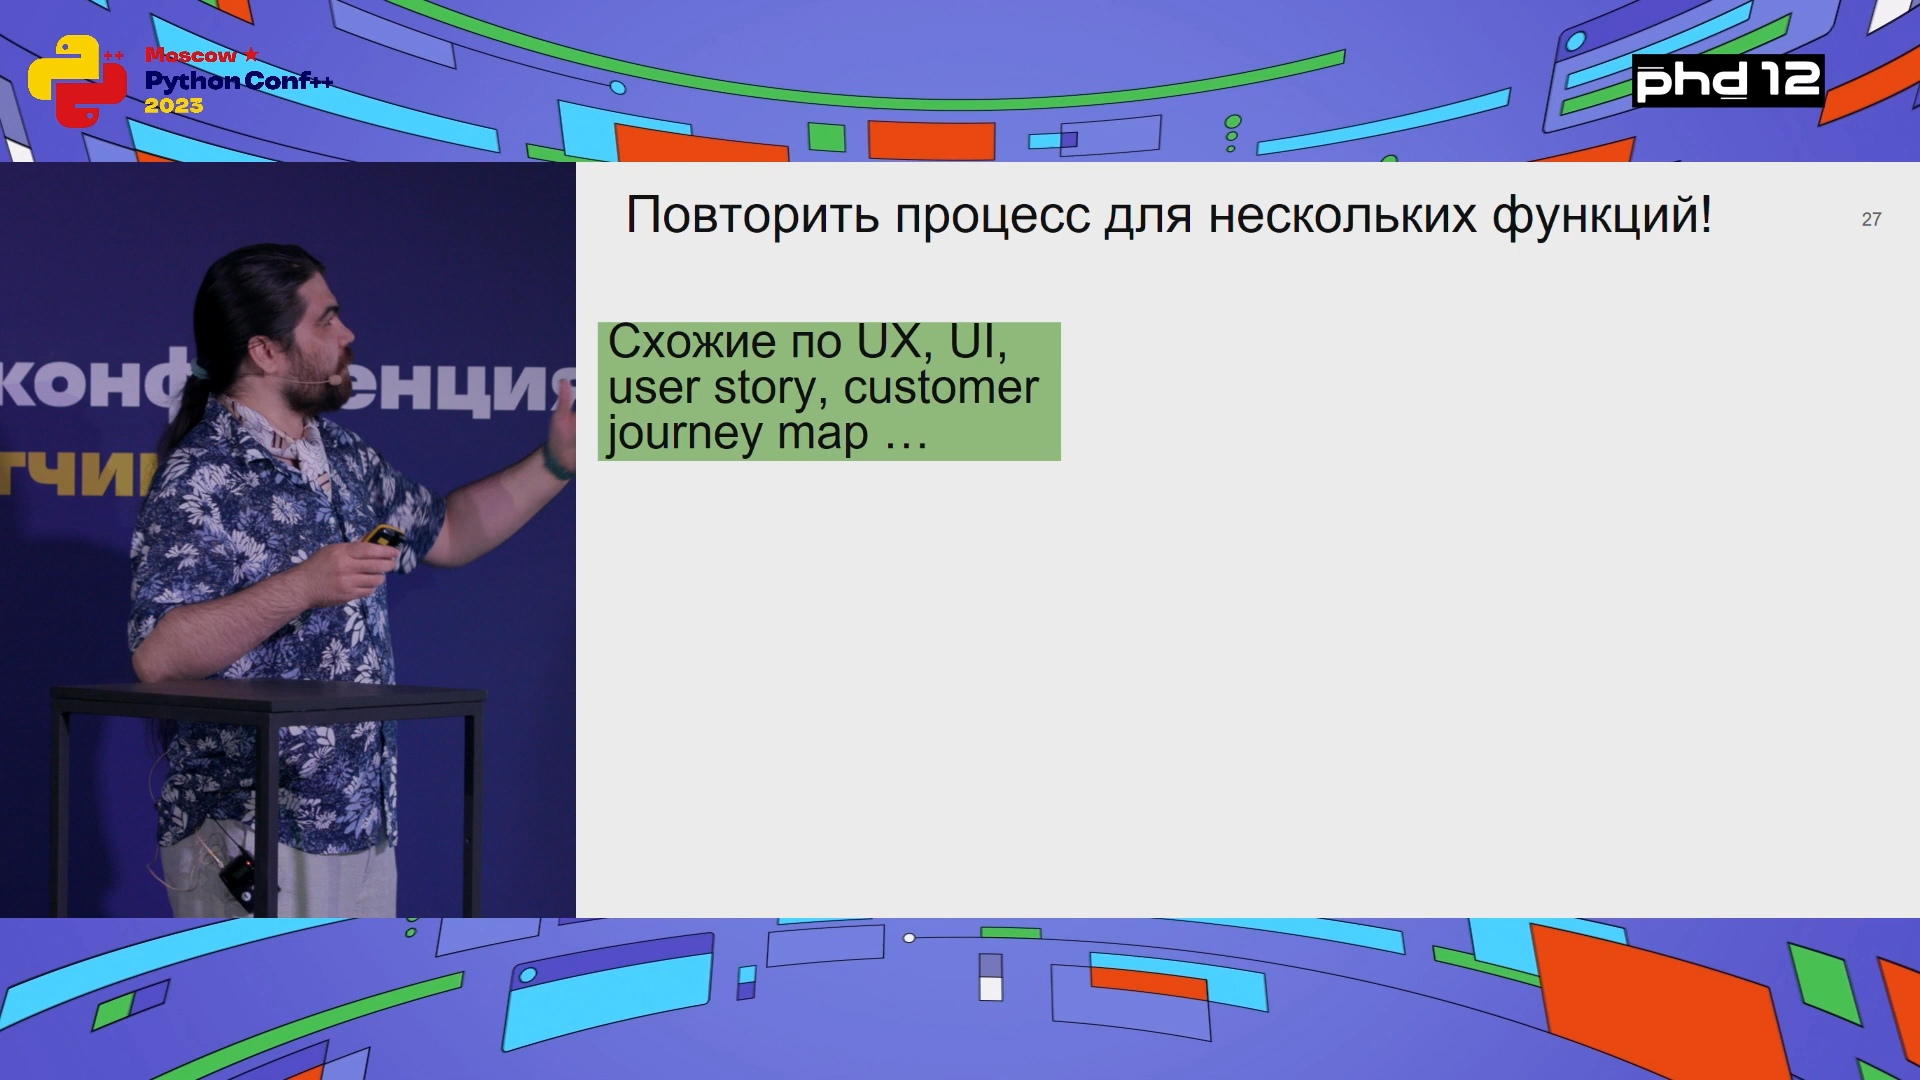 ++
Moscow ★
Python Conf++
2023
phd 12
Повторить процесс для нескольких функций!
27
Схожие по UX, UI,
user story, customer
journey map …